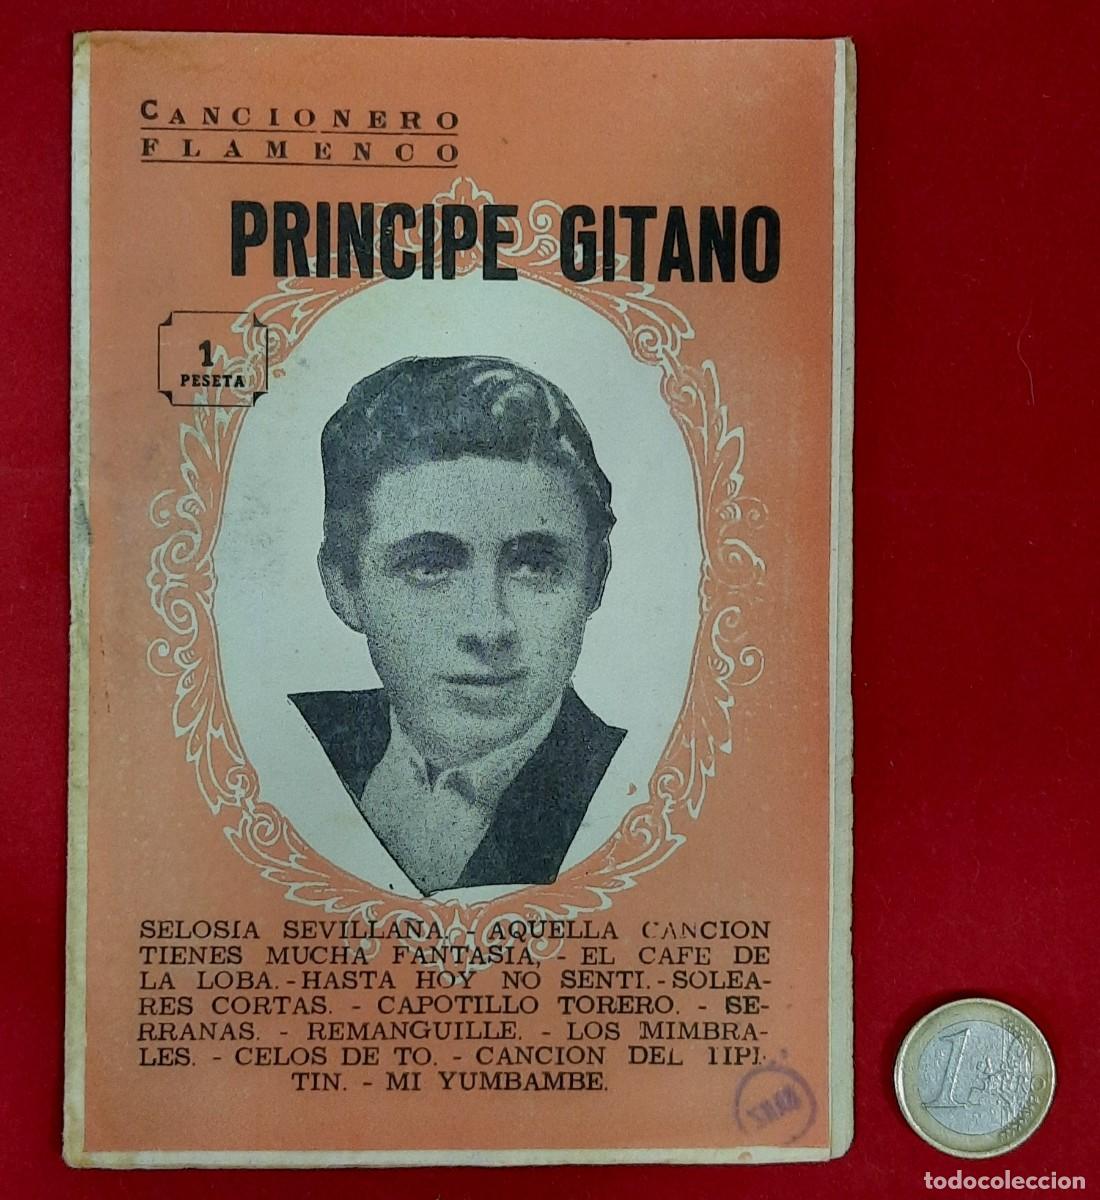 CANCIONERO
FLAMENCO
PRINCIPE GITANO
1
PESETA
SELOSIA SEVILLANA. - AQUELLA CANCION
TIENES MUCHA FANTASIA, - EL CAFE DE
LA LOBA. - HASTA HOY NO SENTI. - SOLEA-
RES CORTAS. - CAPOTILLO TORERO. - SE-
RRANAS. - REMANGUILLE. - LOS MIMBRA-
LES. - CELOS DE TO. - CANCION DEL TIPI-
TIN. - MI YUMBAMBE.
1 EURO
todocoleccion